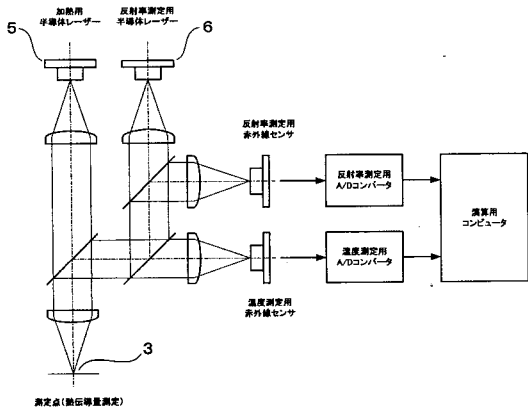 加熱用
半導体レーザー
反射率測定用
半導体レーザー
5
6
反射率測定用
赤外線センサ
反射率測定用
A/Dコンバータ
演算用
コンピュータ
温度測定用
A/Dコンバータ
温度測定用
赤外線センサ
3
測定点(熱伝導量測定)